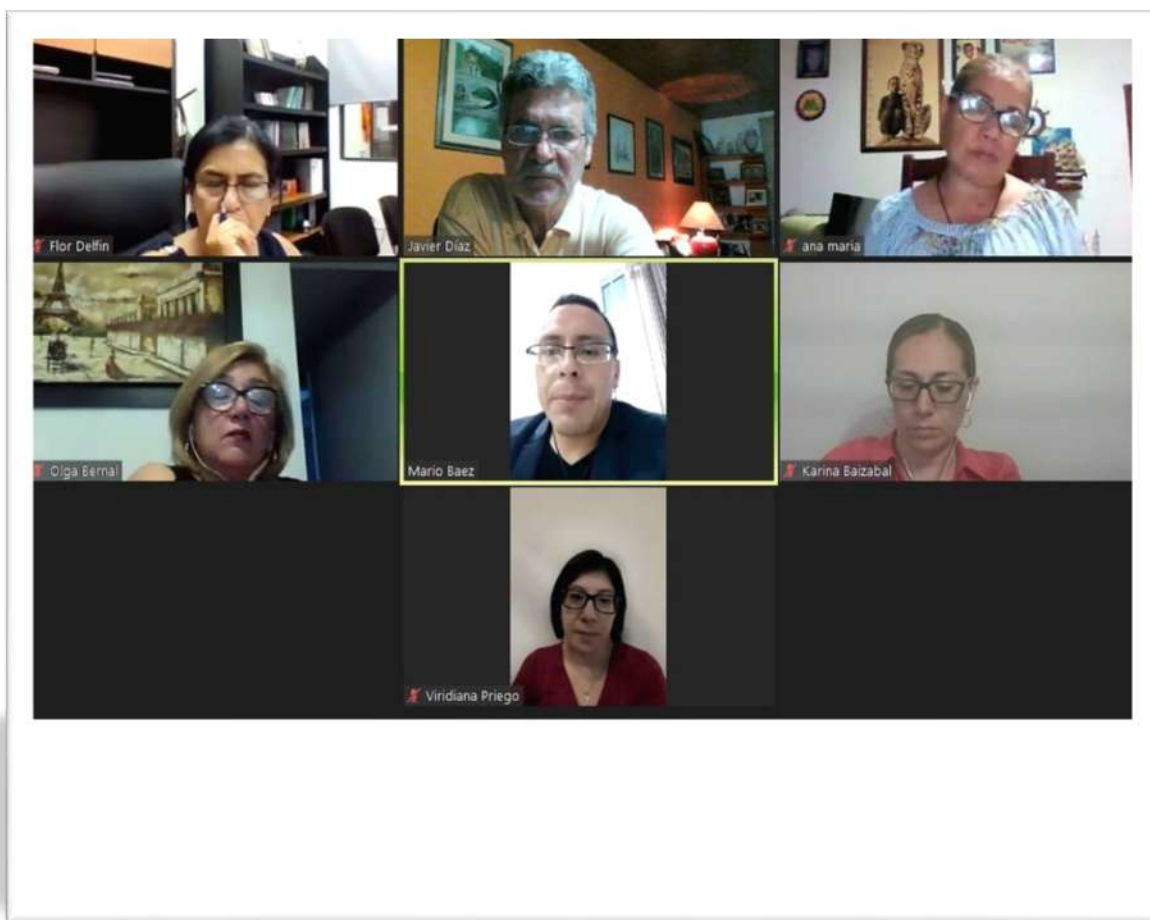 Flor Delfin
Javier Díaz
ana maria
Olga Bernal
Mario Baez
Karina Baizabal
Viridiana Priego